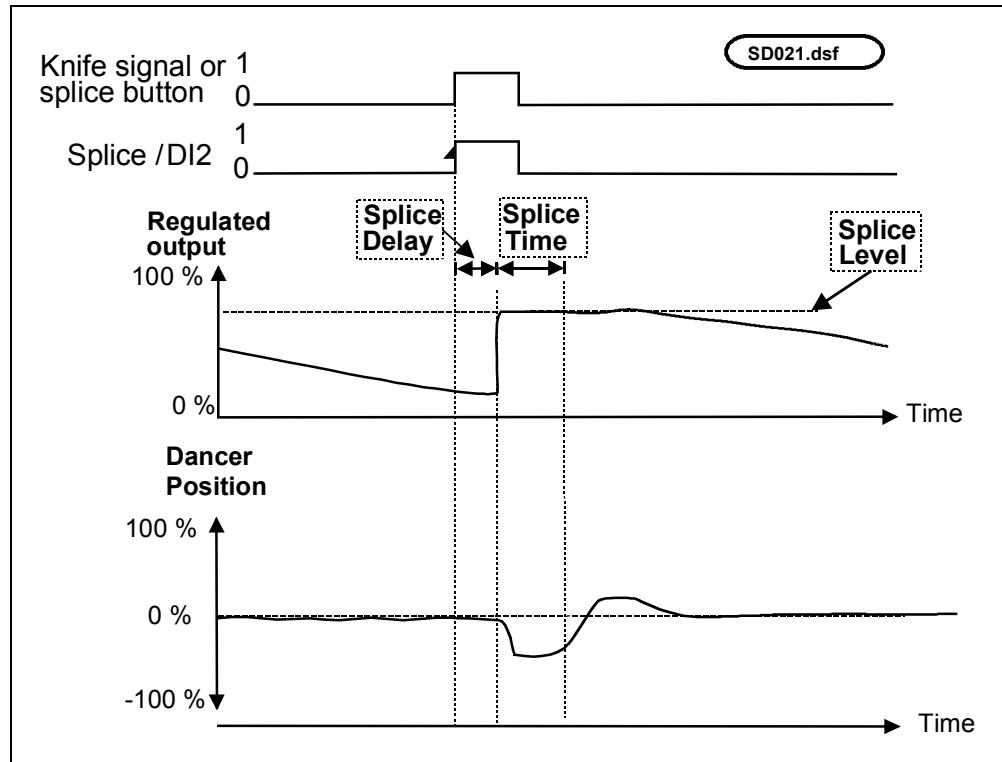 SD021.dsf
Knife signal or
splice button
1
0
Splice / DI2
1
0
Regulated
output
Splice
Delay
Splice
Time
Splice
Level
100 %
0 %
Time
Dancer
Position
100 %
0 %
-100 %
Time